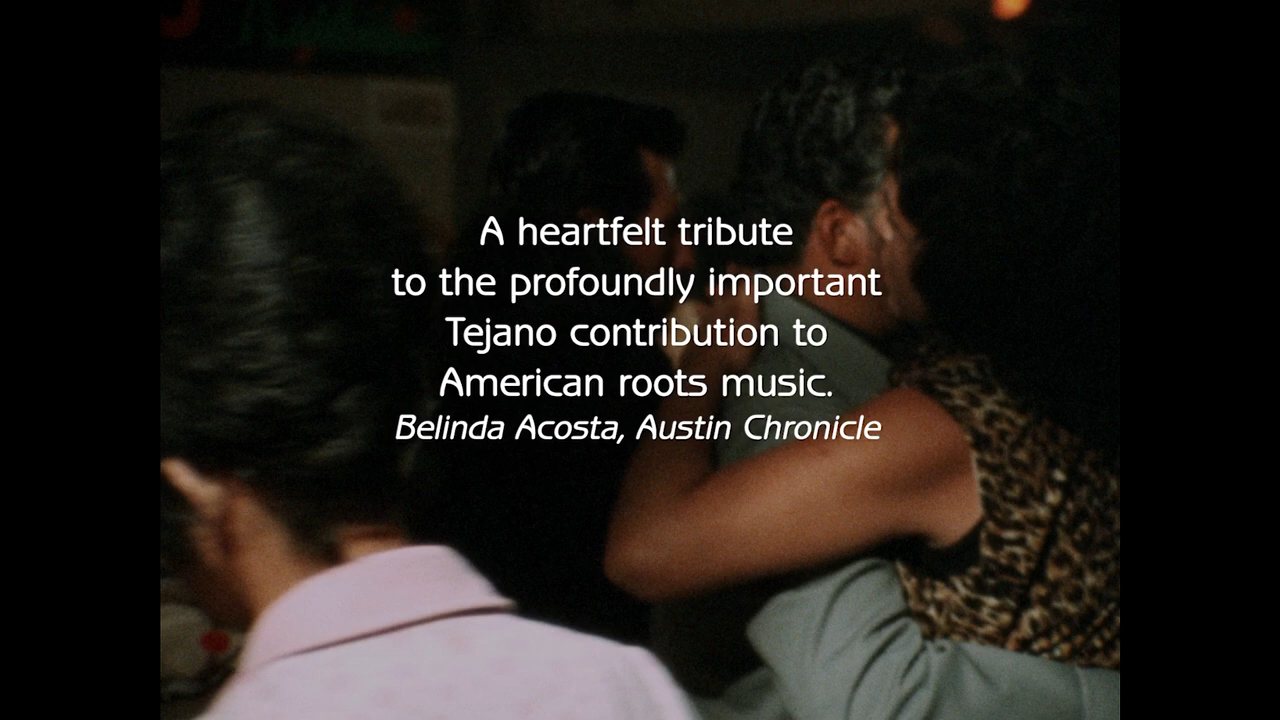 A heartfelt tribute
to the profoundly important
Tejano contribution to
American roots music.
Belinda Acosta, Austin Chronicle